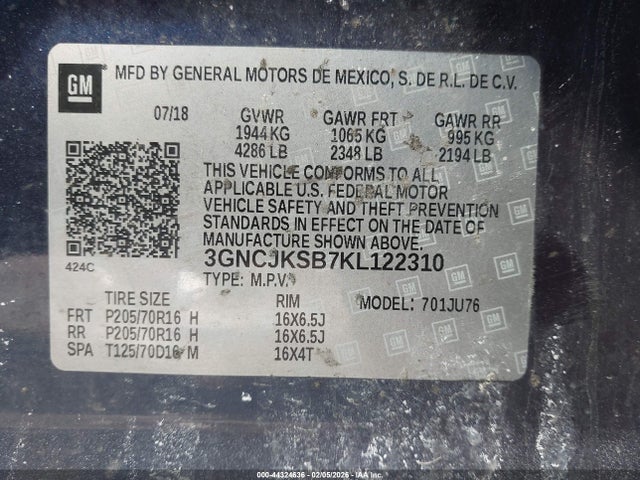 GM MFD BY GENERAL MOTORS DE MEXICO, S. DE R.L. DE C.V.
07/18 GVWR GAWR FRT GAWR RR
1944 KG 1065 KG 995 KG
4286 LB 2348 LB 2194 LB
THIS VEHICLE CONFORMS TO ALL
APPLICABLE U.S. FEDERAL MOTOR
VEHICLE SAFETY AND THEFT PREVENTION
STANDARDS IN EFFECT ON THE DATE OF
MANUFACTURE SHOWN ABOVE.
424C 3GNCJKSB7KL122310
TYPE: M.P.V.
TIRE SIZE RIM MODEL: 701JU76
FRT P205/70R16 H 16X6.5J
RR P205/70R16 H 16X6.5J
SPA T125/70D16 M 16X4T
000-44324636 - 02/05/2026 - IAAI.com